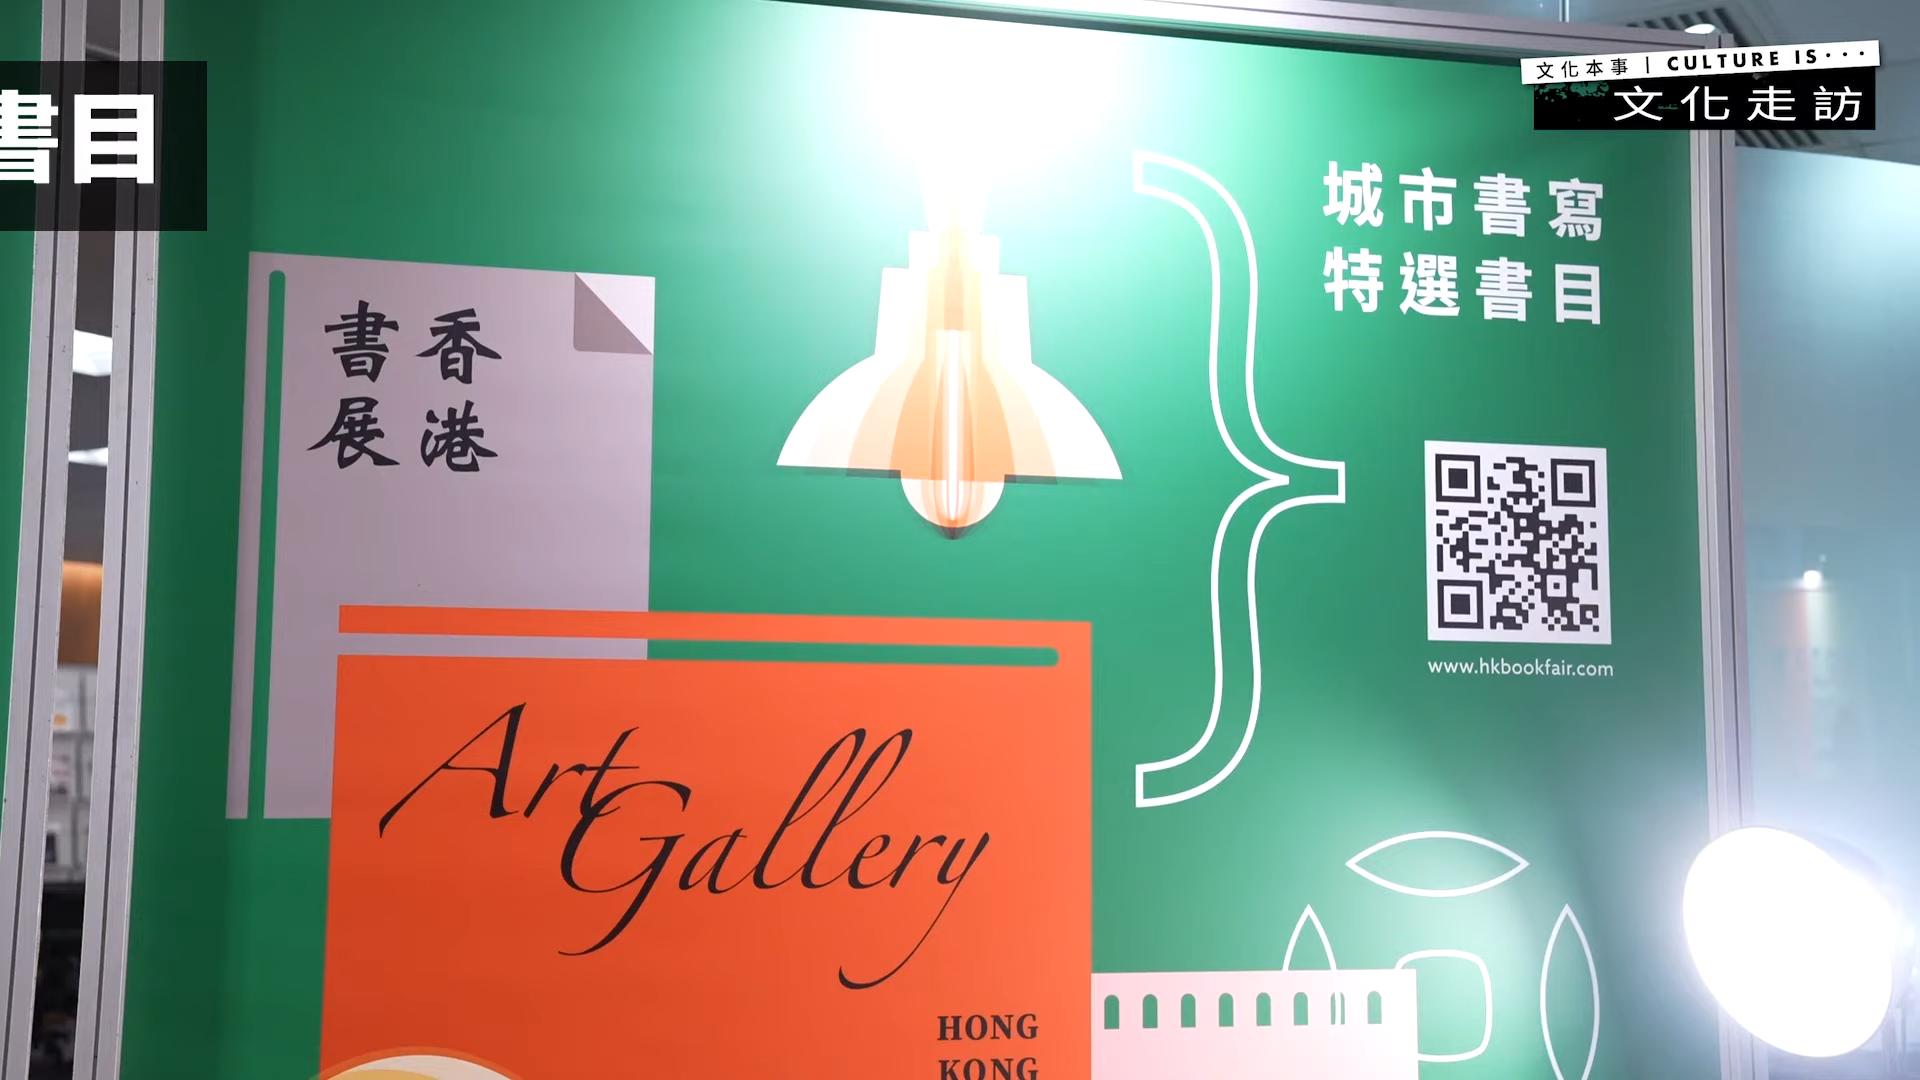 書目
文化本事 | CULTURE IS···
文化走訪
城市書寫
特選書目
香港
書展
www.hkbookfair.com
Art
Gallery
HONG
KONG